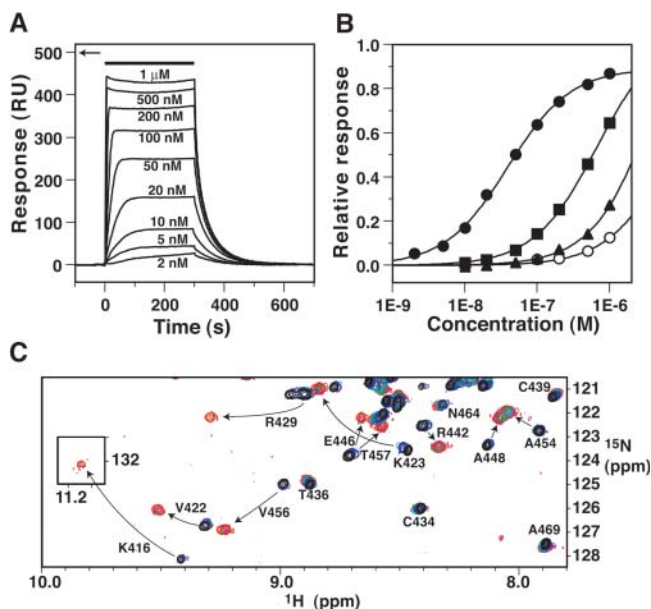 A
500
400
300
200
100
0
Response (RU)
1 μM
500 nM
200 nM
100 nM
50 nM
20 nM
10 nM
5 nM
2 nM
0 200 400 600
Time (s)
B
1.0
0.8
0.6
0.4
0.2
0.0
Relative response
1E-9 1E-8 1E-7 1E-6
Concentration (M)
C
R429
E446
T457
K423
N464
R442
A448
A454
C439
V422
V456
T436
K416
C434
A469
132
11.2
121
122
123
124
125
126
127
128
15N
(ppm)
10.0 9.0 8.0
1H (ppm)